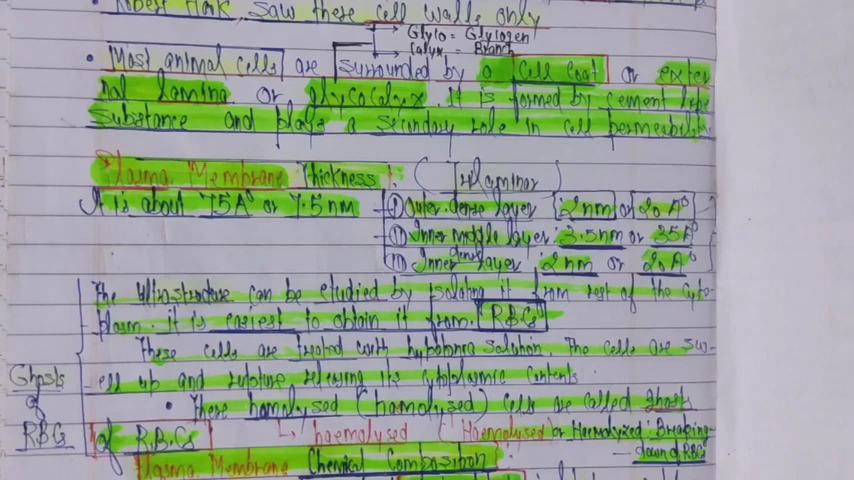 Robert Hook saw these cell walls only
Glyco = Glycogen
Calyx = Branch
• Most animal cells are surrounded by a cell coat or exter
nal lamina or glycocalyx. It is formed by cement like
substance and plays a secondary role in cell permeability
Plasma Membrane Thickness : (Trilaminar)
It is about 75A° or 7.5nm
(I) Outer dense layer 2nm or 20A°
(II) Inner middle layer : 3.5nm or 35A°
(III) Inner dense layer : 2nm or 20A°
The Ultrastructure can be studied by isolating it from rest of the cyto-
plasm. it is easiest to obtain it from. RBCs
These cells are treated with hypotonic solution. The cells are sw-
ell up and rupture releasing its cytoplasmic contents.
• These hamolysed (hamolysed) cells are called ghosts
of R.B.Cs
Ghosts
of
RBCs
haemolysed (Haemolysed or Haemolyzed : Breaking-
down of RBCs
Plasma Membrane Chemical Composition :